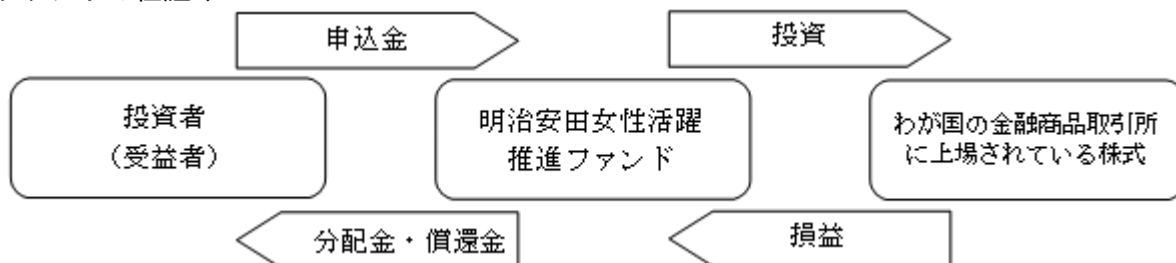 申込金
投資
投資者
（受益者）
明治安田女性活躍
推進ファンド
わが国の金融商品取引所
に上場されている株式
分配金・償還金
損益